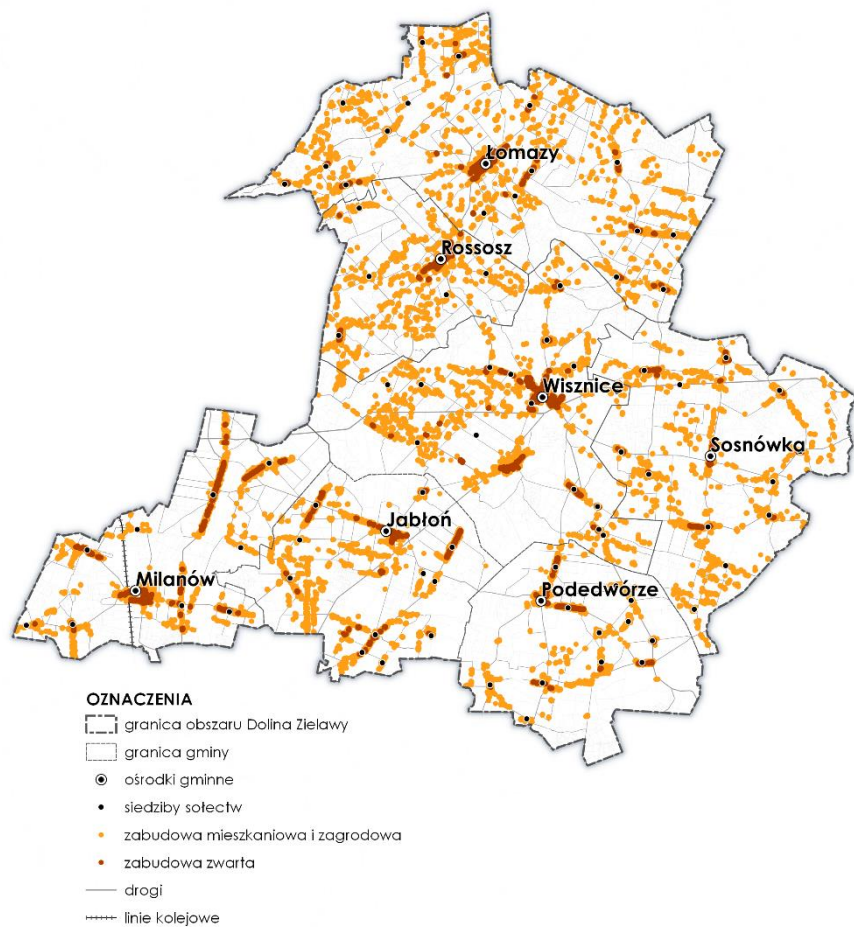 Łomazy
Rossosz
Wisznice
Sosnówka
Jabłoń
Milanów
Podedwórze
OZNACZENIA
granica obszaru Dolina Zielawy
granica gminy
ośrodki gminne
siedziby sołectw
zabudowa mieszkaniowa i zagrodowa
zabudowa zwarta
drogi
linie kolejowe